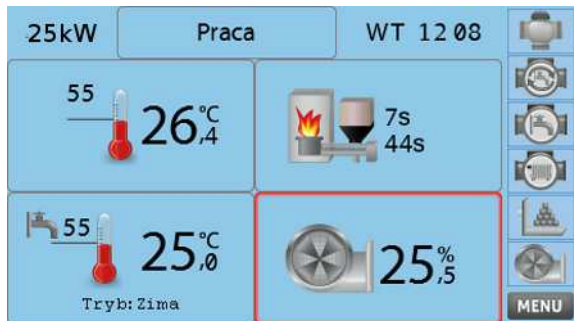 25kW Praca WT 12 08
55
26,4 °C
7s
44s
55
25,0 °C
Tryb: Zima
25,5 %
MENU